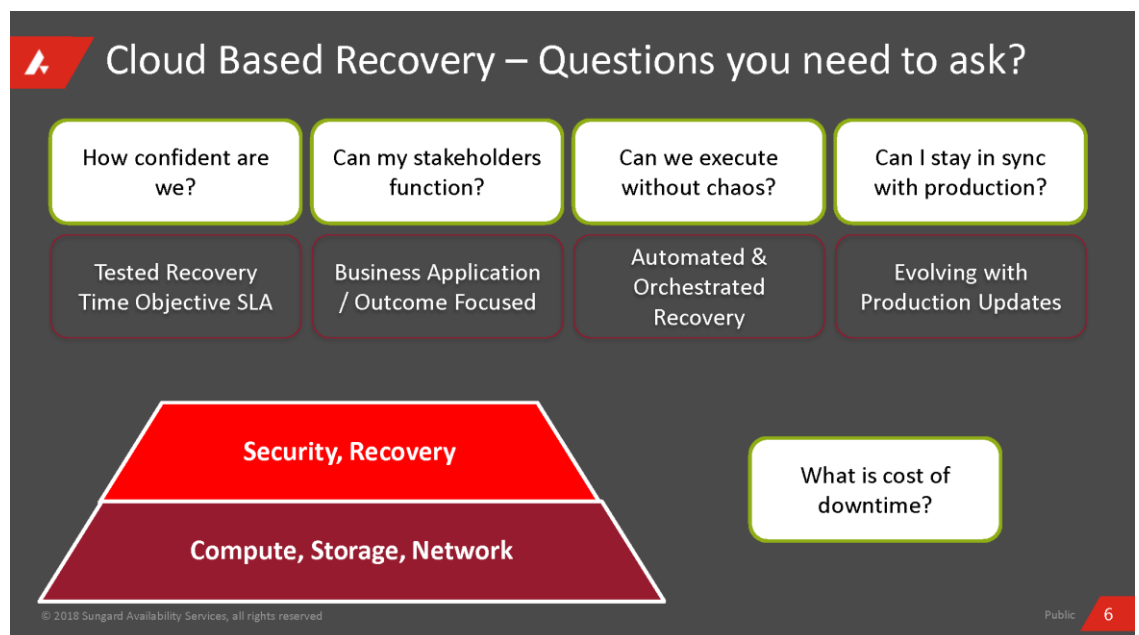 Cloud Based Recovery – Questions you need to ask?
How confident are
we?
Can my stakeholders
function?
Can we execute
without chaos?
Can I stay in sync
with production?
Tested Recovery
Time Objective SLA
Business Application
/ Outcome Focused
Automated &
Orchestrated
Recovery
Evolving with
Production Updates
Security, Recovery
Compute, Storage, Network
What is cost of
downtime?
© 2018 Sungard Availability Services, all rights reserved
Public
6